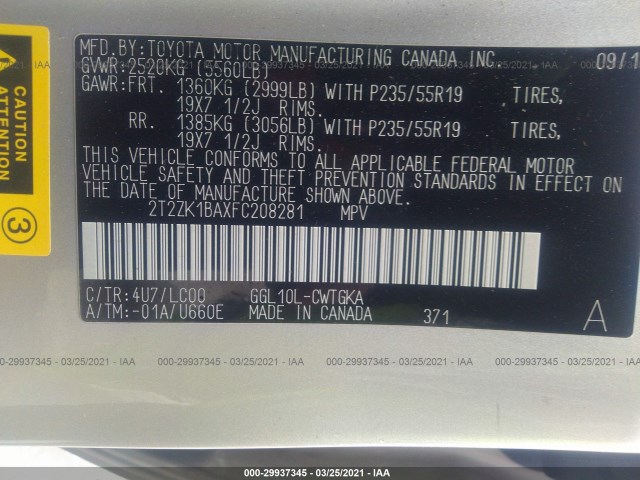 CAUTION
ATTENTION
3
MFD. BY: TOYOTA MOTOR MANUFACTURING CANADA INC. 09/1
GVWR: 2520KG (5560LB)
GAWR: FRT. 1360KG (2999LB) WITH P235/55R19 TIRES,
19X7 1/2J RIMS.
RR. 1385KG (3056LB) WITH P235/55R19 TIRES,
19X7 1/2J RIMS.
THIS VEHICLE CONFORMS TO ALL APPLICABLE FEDERAL MOTOR
VEHICLE SAFETY AND THEFT PREVENTION STANDARDS IN EFFECT ON
THE DATE OF MANUFACTURE SHOWN ABOVE.
2T2ZK1BAXFC208281 MPV
C/TR: 4U7/LC00 GGL10L-CWTGKA
A/TM: -01A/U660E MADE IN CANADA 371 A
000-29937345 - 03/25/2021 - IAA